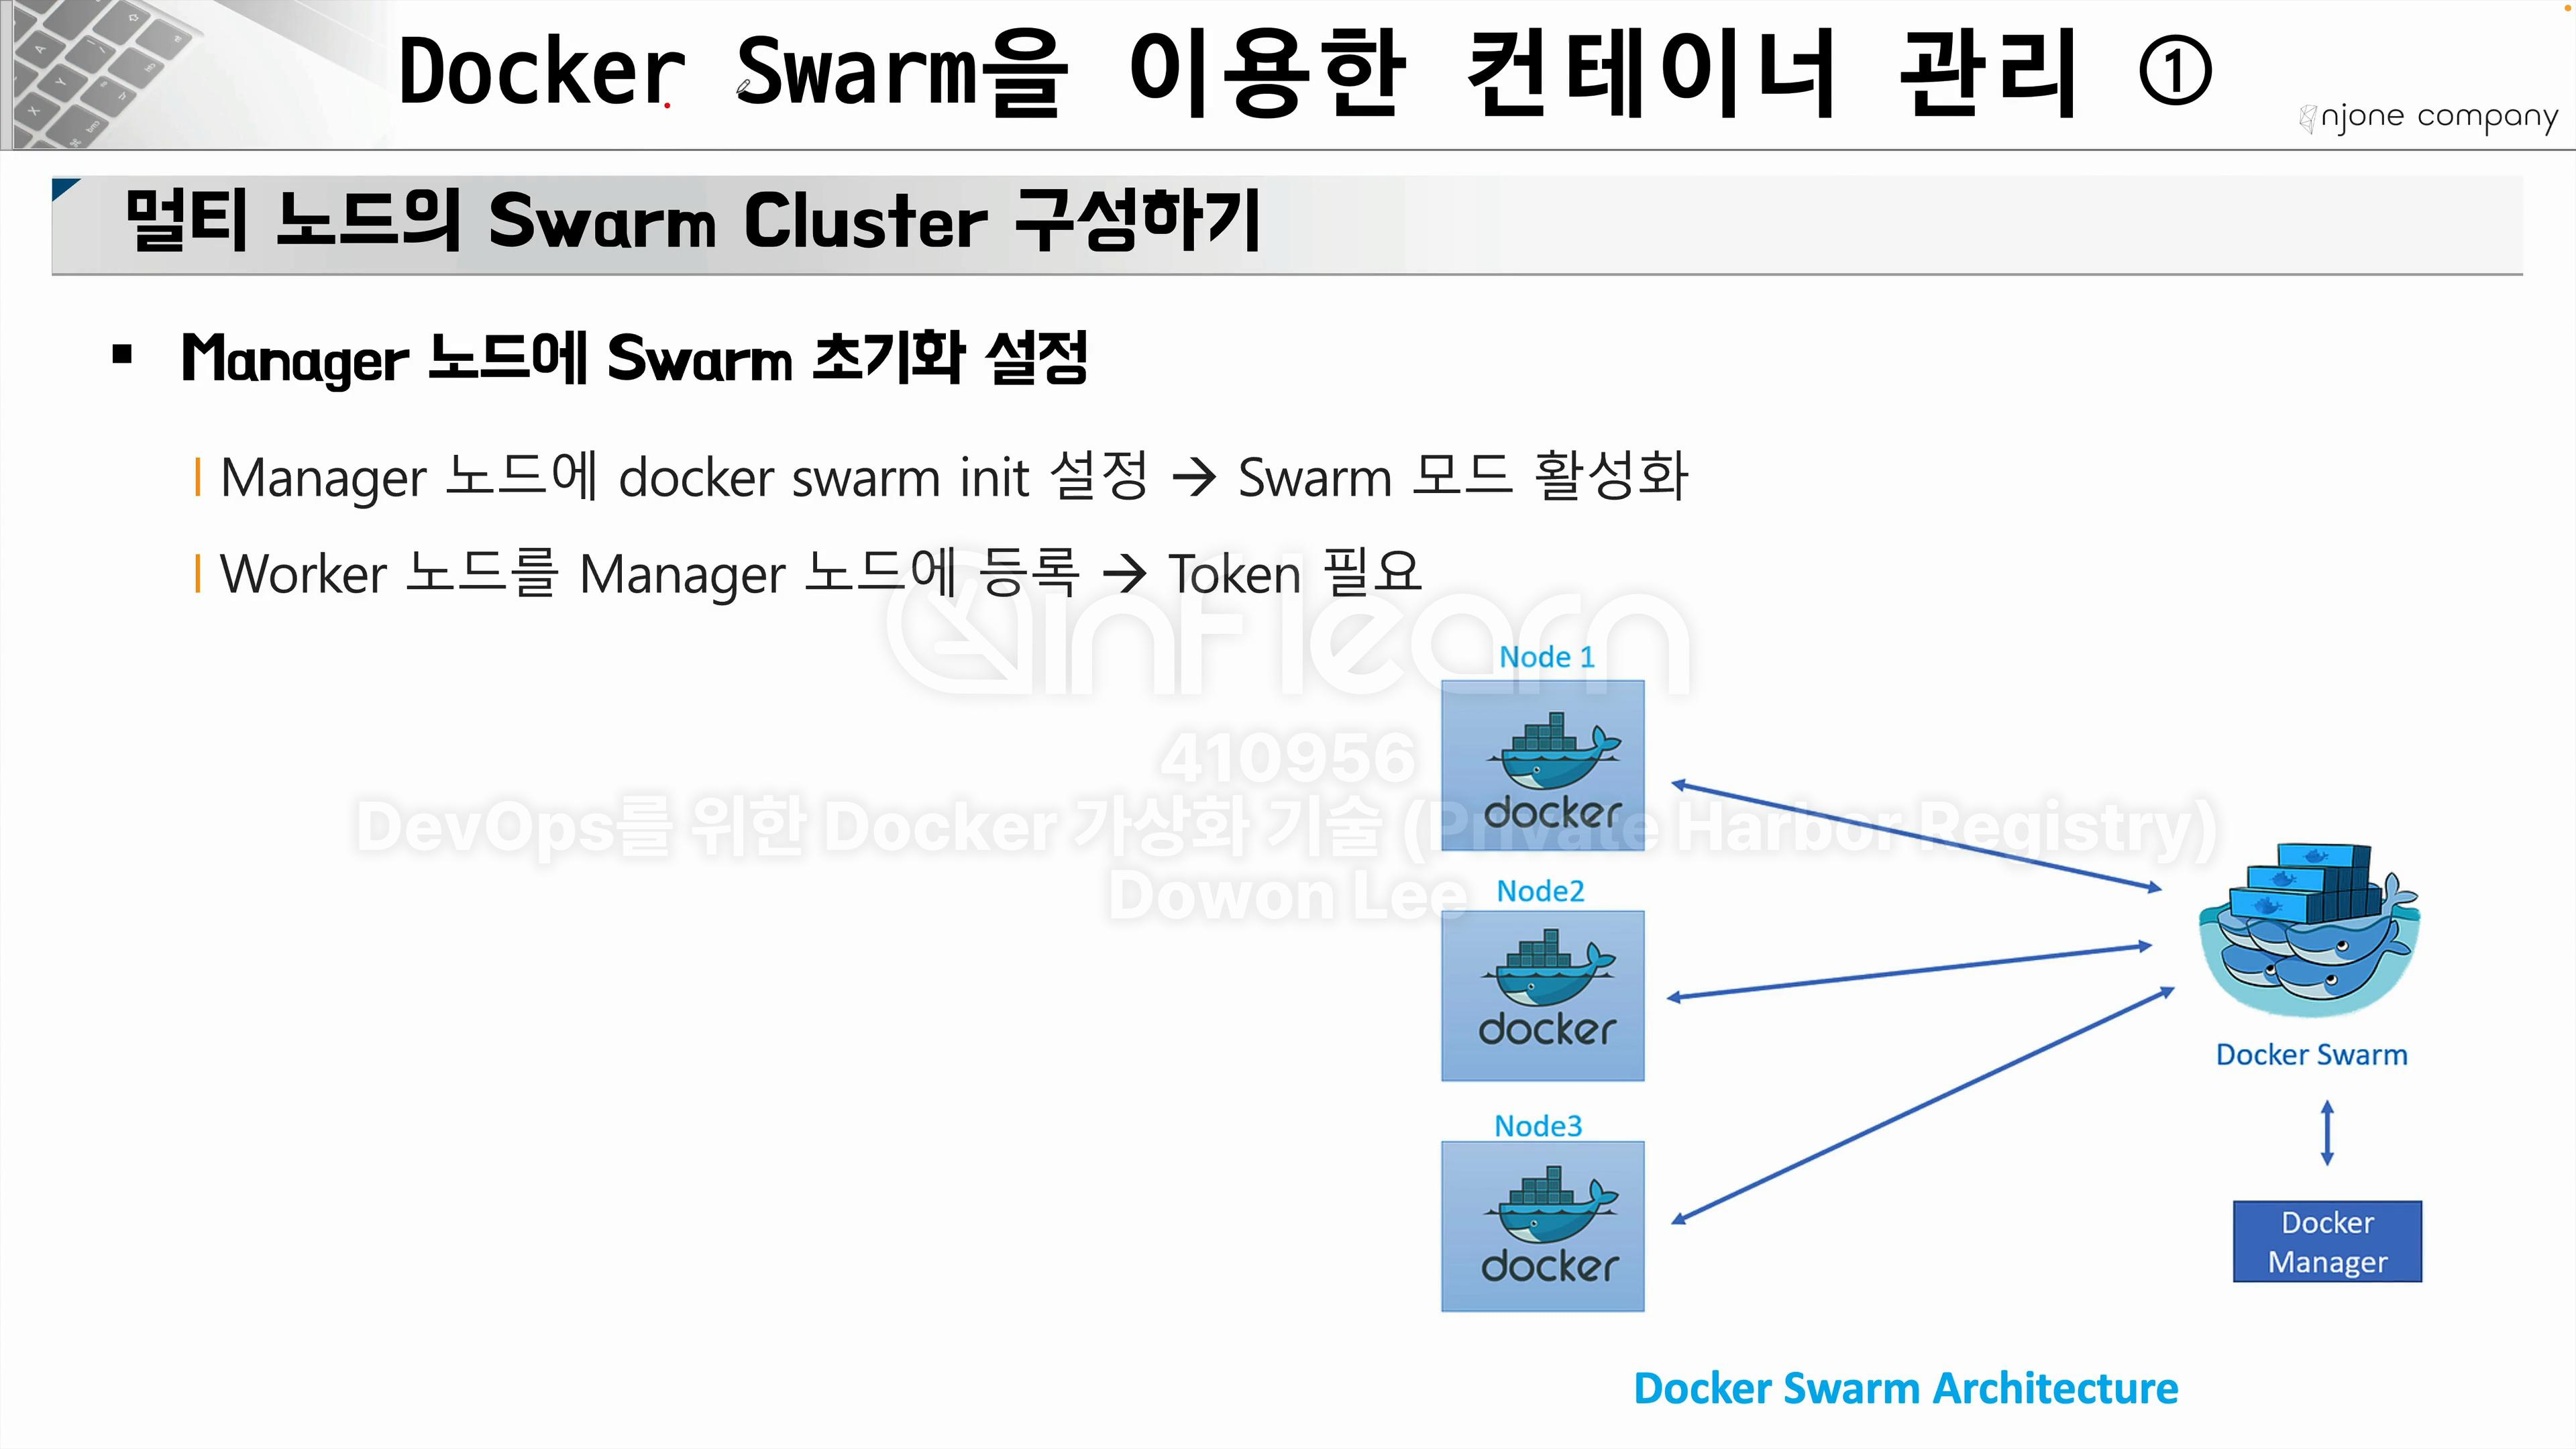 Docker Swarm을 이용한 컨테이너 관리 ①
njone company
멀티 노드의 Swarm Cluster 구성하기
▪ Manager 노드에 Swarm 초기화 설정
Manager 노드에 docker swarm init 설정 → Swarm 모드 활성화
Worker 노드를 Manager 노드에 등록 → Token 필요
inflearn
410956
DevOps를 위한 Docker 가상화 기술 (Private Harbor Registry)
Dowon Lee
Node 1
docker
Node2
docker
Node3
docker
Docker Swarm
Docker
Manager
Docker Swarm Architecture